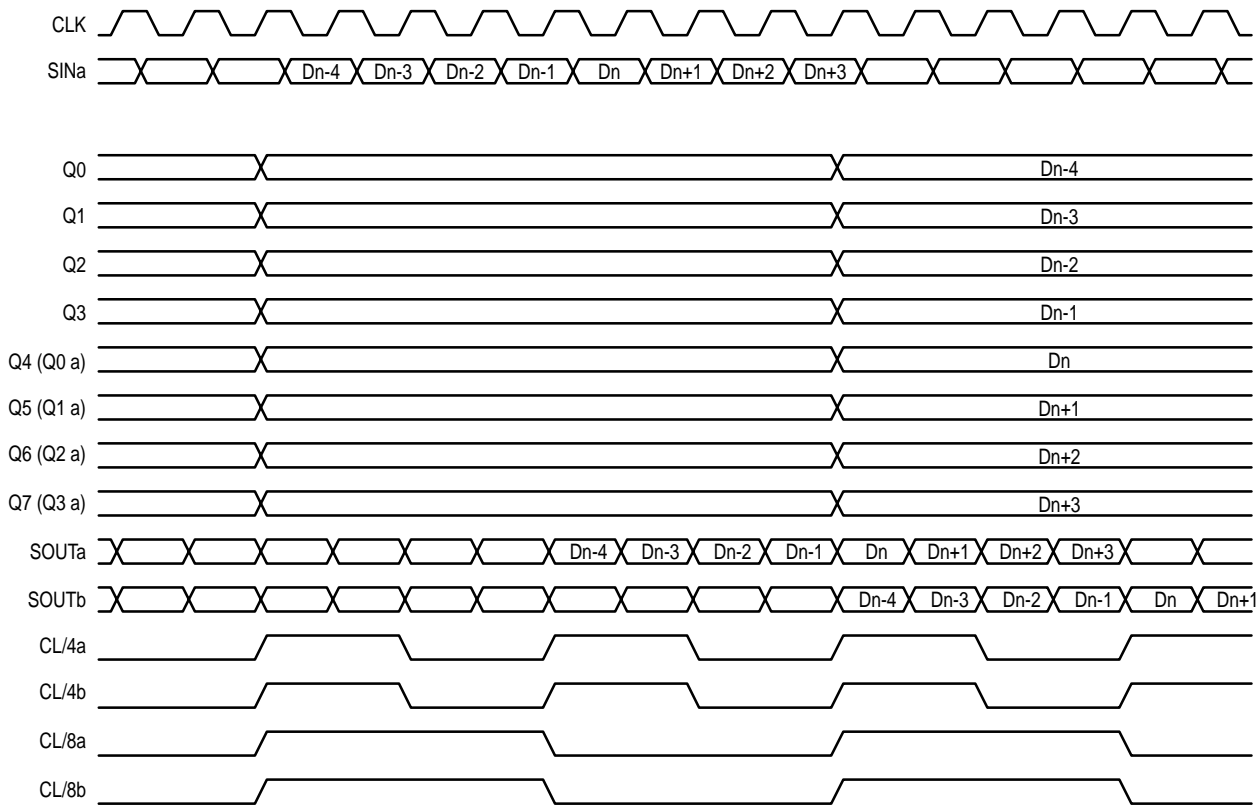 CLK
SINa Dn-4 Dn-3 Dn-2 Dn-1 Dn Dn+1 Dn+2 Dn+3
Q0 Dn-4
Q1 Dn-3
Q2 Dn-2
Q3 Dn-1
Q4 (Q0 a) Dn
Q5 (Q1 a) Dn+1
Q6 (Q2 a) Dn+2
Q7 (Q3 a) Dn+3
SOUTa Dn-4 Dn-3 Dn-2 Dn-1 Dn Dn+1 Dn+2 Dn+3
SOUTb Dn-4 Dn-3 Dn-2 Dn-1 Dn Dn+1
CL/4a
CL/4b
CL/8a
CL/8b